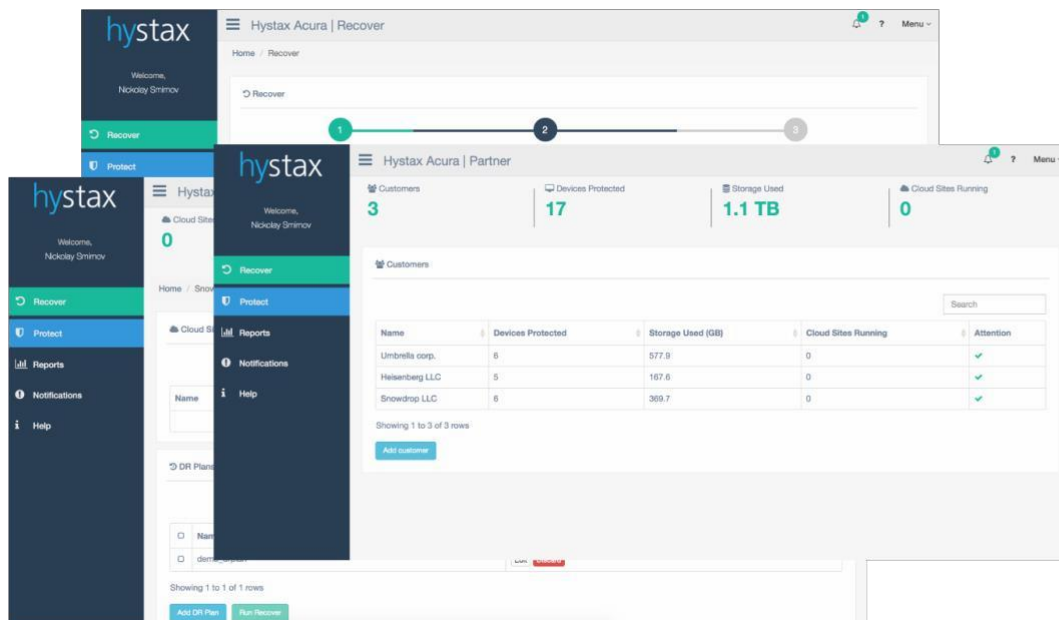 hystax
Hystax Acura | Recover
1
?
Menu
Home / Recover
Welcome,
Nickolay Smirnov
Recover
1
2
3
Recover
Protect
hystax
Hystax Acura | Partner
1
?
Menu
Customers
Devices Protected
Storage Used
Cloud Sites Running
3
17
1.1 TB
0
Welcome,
Nickolay Smirnov
Customers
Recover
Protect
Search
Reports
Name
Devices Protected
Storage Used (GB)
Cloud Sites Running
Attention
Umbrella corp.
6
577.9
0
Notifications
Heisenberg LLC
5
167.6
0
Help
Snowdrop LLC
6
369.7
0
Showing 1 to 3 of 3 rows
Add customer
hystax
Cloud
0
Welcome,
Nickolay Smirnov
Home /
Recover
Protect
Cloud
Reports
Notifications
Name
Help
DR Plans
Showing 1 to 1 of 1 rows
Add DR Plan
Run Recover